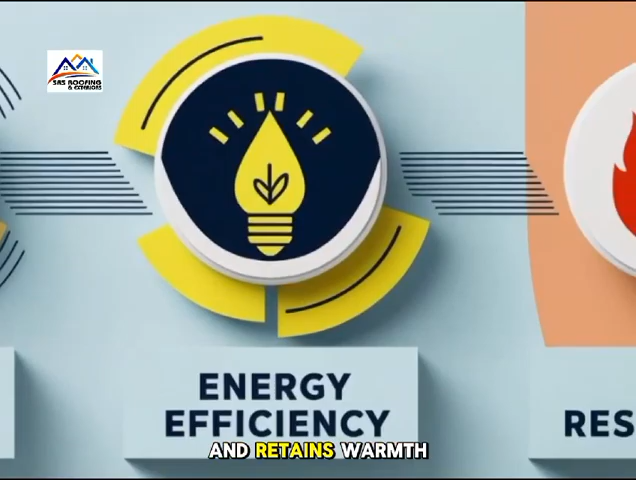 SRS ROOFING
& EXTERIORS
ENERGY
EFFICIENCY
RES
AND RETAINS WARMTH